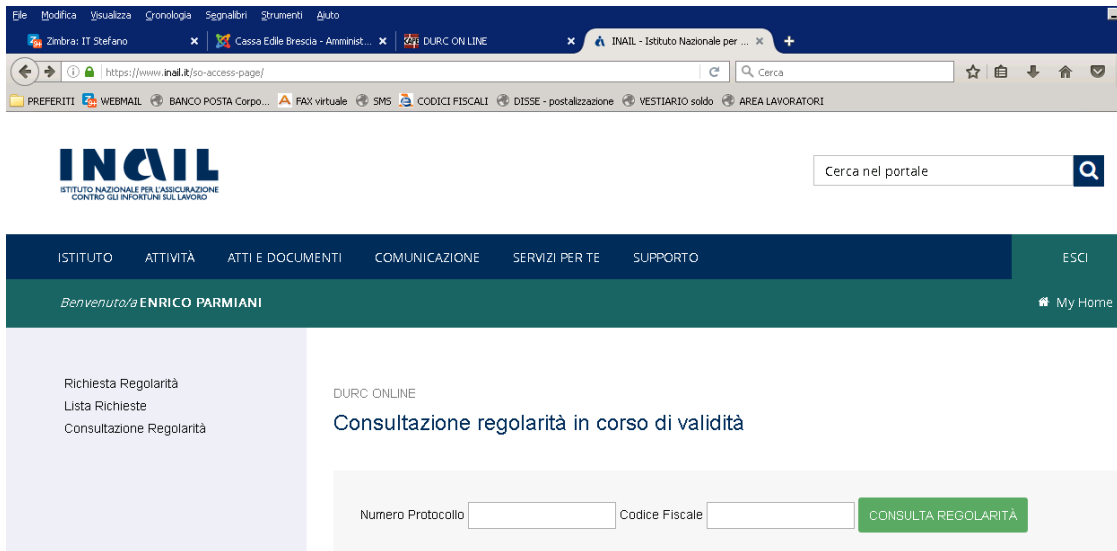 File Modifica Visualizza Cronologia Segnalibri Strumenti Aiuto
Zimbra: IT Stefano Cassa Edile Brescia - Amminist... DURC ON LINE INAIL - Istituto Nazionale per ...
https://www.inail.it/so-access-page/ Cerca
PREFERITI WEBMAIL BANCO POSTA Corpo... FAX virtuale SMS CODICI FISCALI DISSE - postalizzazione VESTIARIO soldo AREA LAVORATORI
INAIL
ISTITUTO NAZIONALE PER L'ASSICURAZIONE
CONTRO GLI INFORTUNI SUL LAVORO
Cerca nel portale
ISTITUTO ATTIVITÀ ATTI E DOCUMENTI COMUNICAZIONE SERVIZI PER TE SUPPORTO ESCI
Benvenuto/a ENRICO PARMIANI My Home
Richiesta Regolarità
Lista Richieste
Consultazione Regolarità
DURC ONLINE
Consultazione regolarità in corso di validità
Numero Protocollo Codice Fiscale CONSULTA REGOLARITÀ